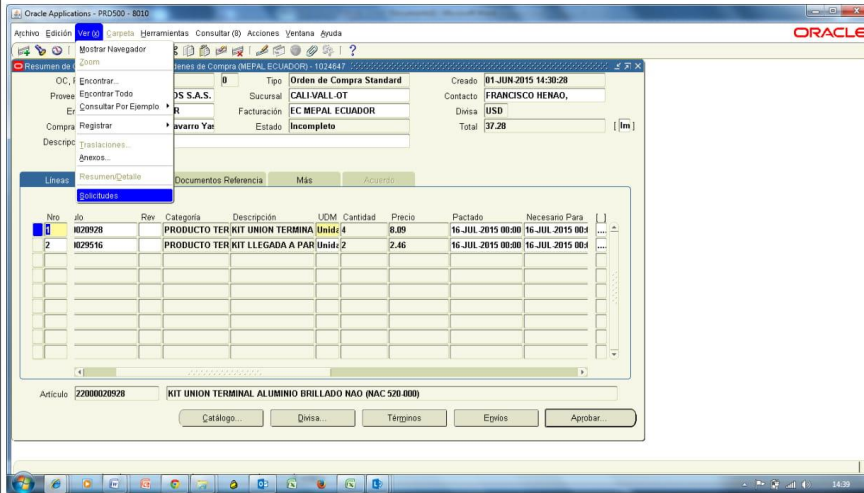 Oracle Applications - PRD500 - 8010
Archivo Edición Ver (v) Carpeta Herramientas Consultar (8) Acciones Ventana Ayuda
ORACLE
Mostrar Navegador
Zoom
Encontrar...
Encontrar Todo
Consultar Por Ejemplo
Registrar
Traslaciones...
Anexos...
Resumen/Detalle
Solicitudes
Resumen de denes de Compra (MEPAL ECUADOR) - 1024647
OC, 0 Tipo Orden de Compra Standard Creado 01-JUN-2015 14:30:28
Provee OS S.A.S. Sucursal CALI-VALL-OT Contacto FRANCISCO HENAO,
R Facturación EC MEPAL ECUADOR Divisa USD
Compra avarro Yas Estado Incompleto Total 37.28 [ Im ]
Descripc
Líneas Documentos Referencia Más Acuerdo
Nro ulo Rev Categoría Descripción UDM Cantidad Precio Pactado Necesario Para [ ]
1 0020928 PRODUCTO TER KIT UNION TERMINA Unida 4 8.09 16-JUL-2015 00:00 16-JUL-2015 00:0
2 0029516 PRODUCTO TER KIT LLEGADA A PAR Unida 2 2.46 16-JUL-2015 00:00 16-JUL-2015 00:0
Artículo 22000020928 KIT UNION TERMINAL ALUMINIO BRILLADO NAO (NAC 520-000)
Catálogo... Divisa... Términos Envíos Aprobar...
14:39